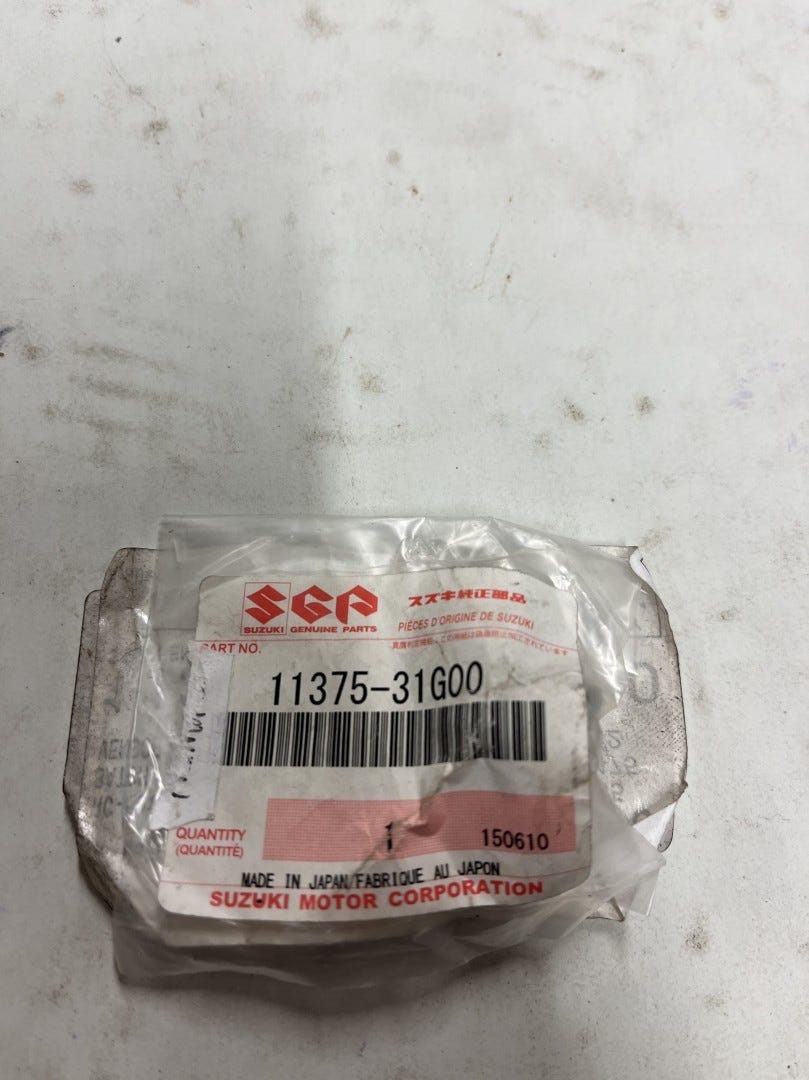 SGP
スズキ純正部品
SUZUKI GENUINE PARTS
PIÈCES D'ORIGINE DE SUZUKI
PART NO.
11375-31G00
QUANTITY
(QUANTITÉ)
1
150610
MADE IN JAPAN/FABRIQUE AU JAPON
SUZUKI MOTOR CORPORATION